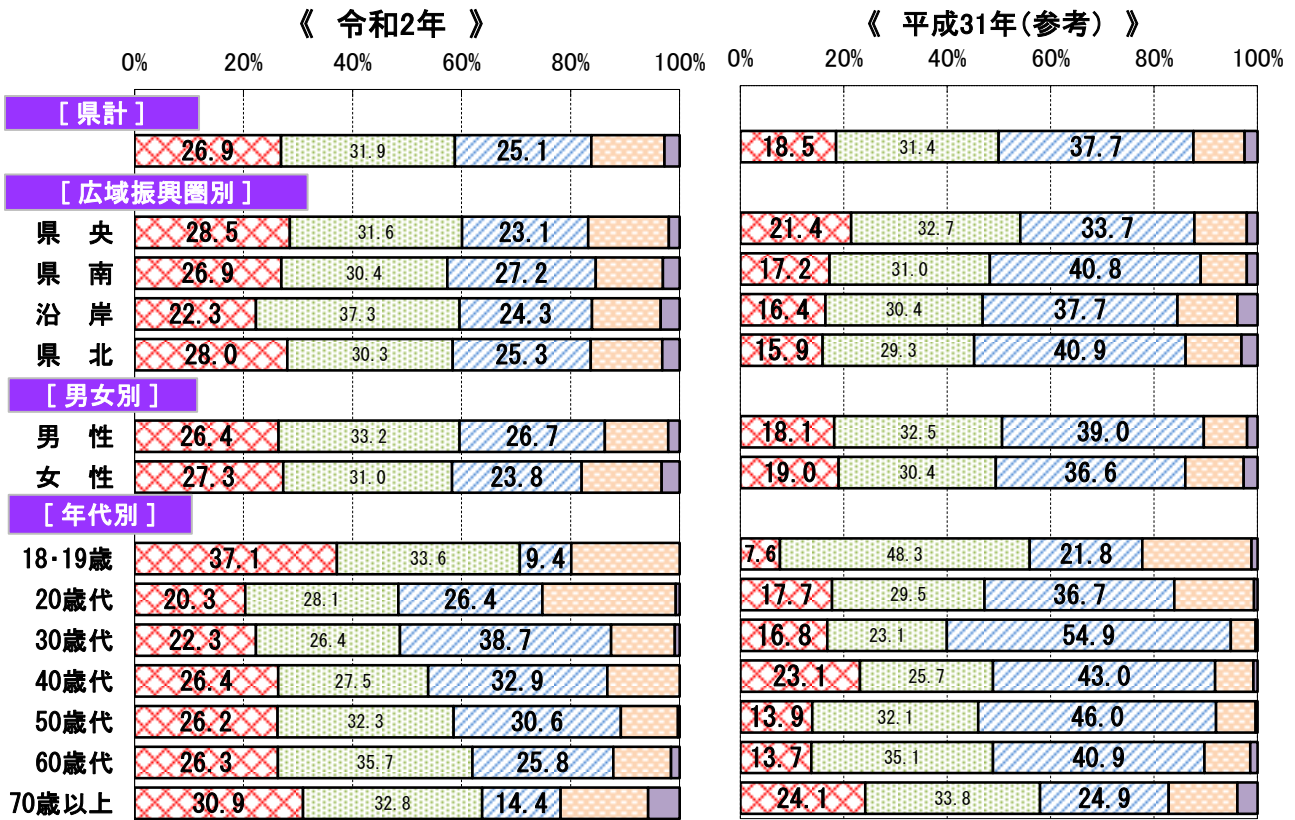 《 令和2年 》 《 平成31年(参考) 》
0% 20% 40% 60% 80% 100% 0% 20% 40% 60% 80% 100%
[ 県計 ]
26.9 31.9 25.1 18.5 31.4 37.7
[ 広域振興圏別 ]
県 央 28.5 31.6 23.1 21.4 32.7 33.7
県 南 26.9 30.4 27.2 17.2 31.0 40.8
沿 岸 22.3 37.3 24.3 16.4 30.4 37.7
県 北 28.0 30.3 25.3 15.9 29.3 40.9
[ 男女別 ]
男 性 26.4 33.2 26.7 18.1 32.5 39.0
女 性 27.3 31.0 23.8 19.0 30.4 36.6
[ 年代別 ]
18・19歳 37.1 33.6 9.4 7.6 48.3 21.8
20歳代 20.3 28.1 26.4 17.7 29.5 36.7
30歳代 22.3 26.4 38.7 16.8 23.1 54.9
40歳代 26.4 27.5 32.9 23.1 25.7 43.0
50歳代 26.2 32.3 30.6 13.9 32.1 46.0
60歳代 26.3 35.7 25.8 13.7 35.1 40.9
70歳以上 30.9 32.8 14.4 24.1 33.8 24.9